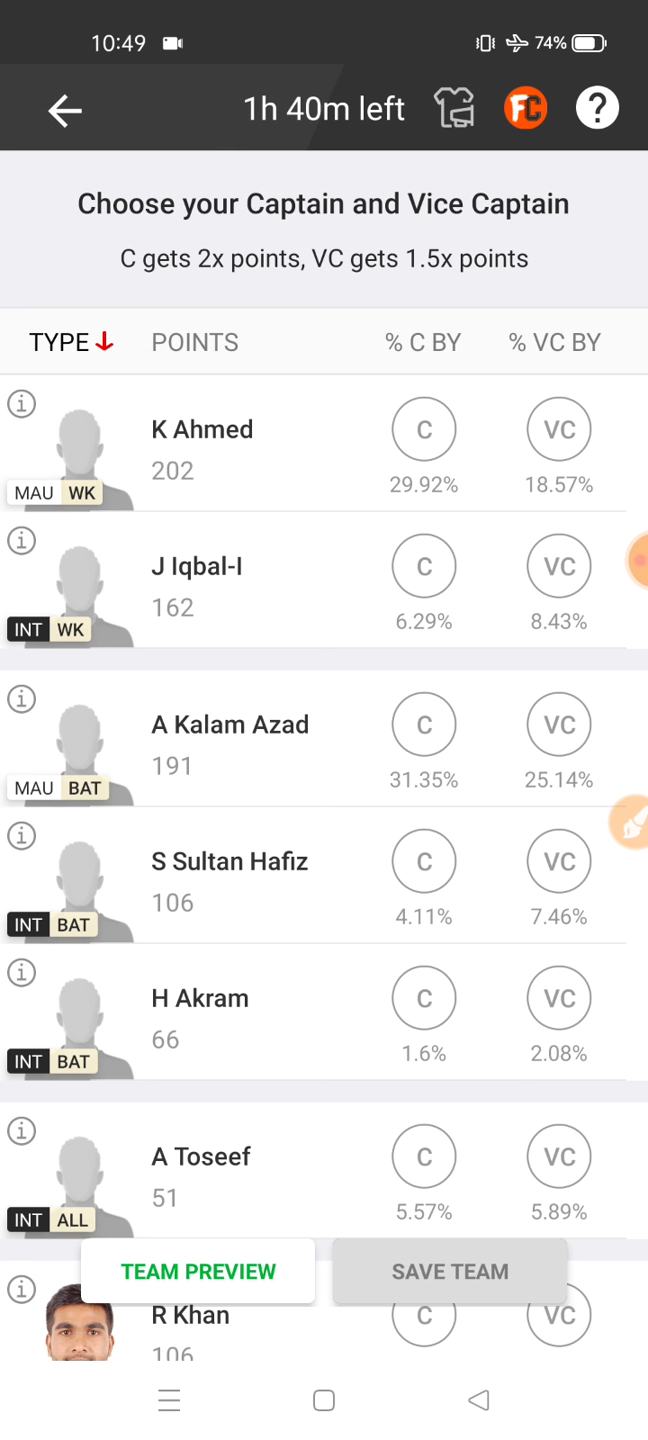 10:49 74%
1h 40m left FC ?
Choose your Captain and Vice Captain
C gets 2x points, VC gets 1.5x points
TYPE POINTS % C BY % VC BY
K Ahmed C VC
202
MAU WK 29.92% 18.57%
J Iqbal-I C VC
162
INT WK 6.29% 8.43%
A Kalam Azad C VC
191
MAU BAT 31.35% 25.14%
S Sultan Hafiz C VC
106
INT BAT 4.11% 7.46%
H Akram C VC
66
INT BAT 1.6% 2.08%
A Toseef C VC
51
INT ALL 5.57% 5.89%
TEAM PREVIEW SAVE TEAM
R Khan C VC
106